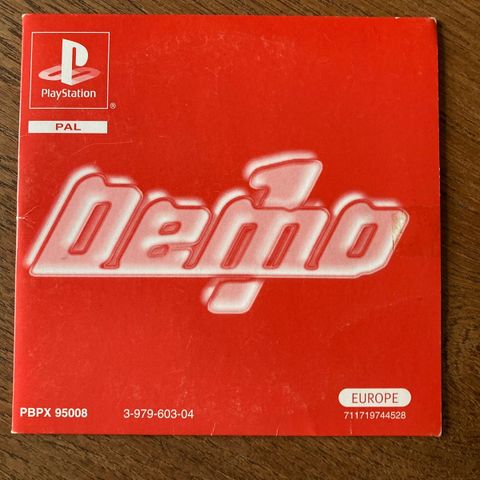 PlayStation
®
PAL
Demo 1
EUROPE
PBPX 95008 3-979-603-04 711719744528